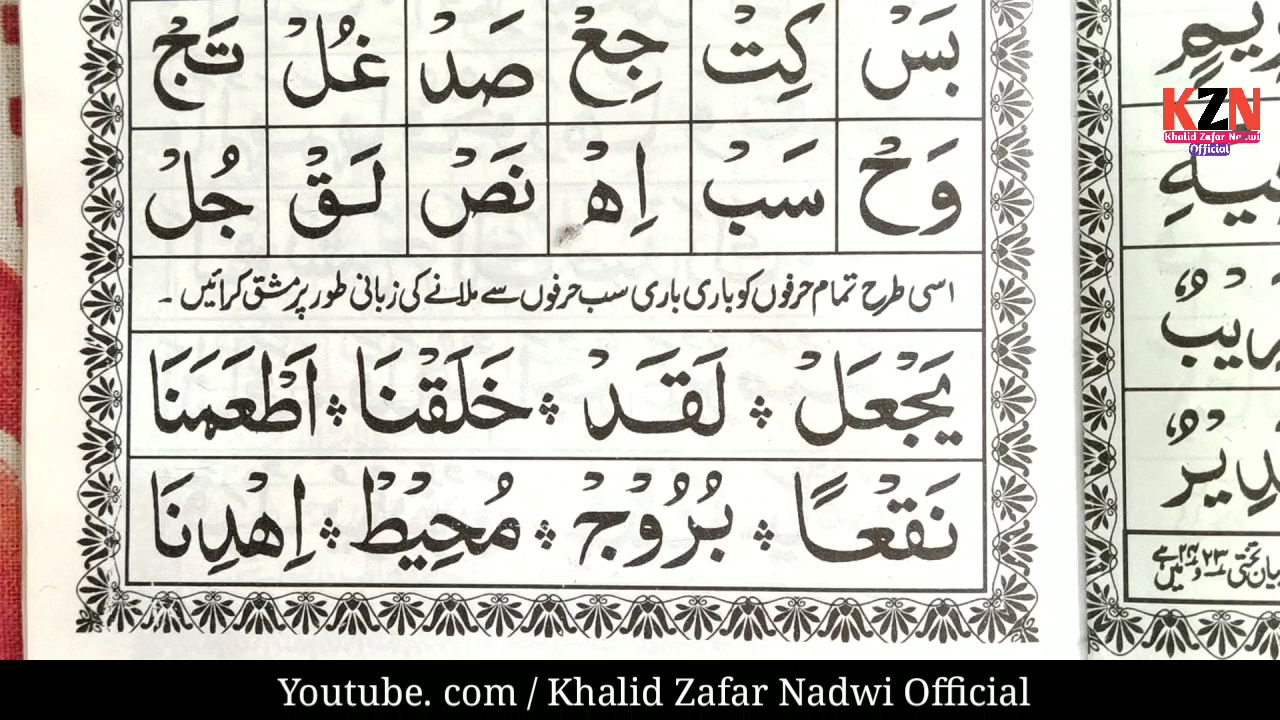 بَسْ كِتْ جِعْ صَدْ غُلْ تَجْ
وَحْ سَبْ اِهْ نَصْ لَقْ جُلْ
اسی طرح تمام حرفوں کو باری باری سب حرفوں سے ملانے کی زبانی طور پر مشق کرائیں ۔
يَجْعَلْ ۞ لَقَدْ ۞ خَلَقْنَا ۞ اَطْعَمَنَا
نَقْعًا ۞ بُرُوْجْ ۞ مُحِيْطْ ۞ اِهْدِنَا
KZN
Khalid Zafar Nadwi
Official
Youtube. com / Khalid Zafar Nadwi Official